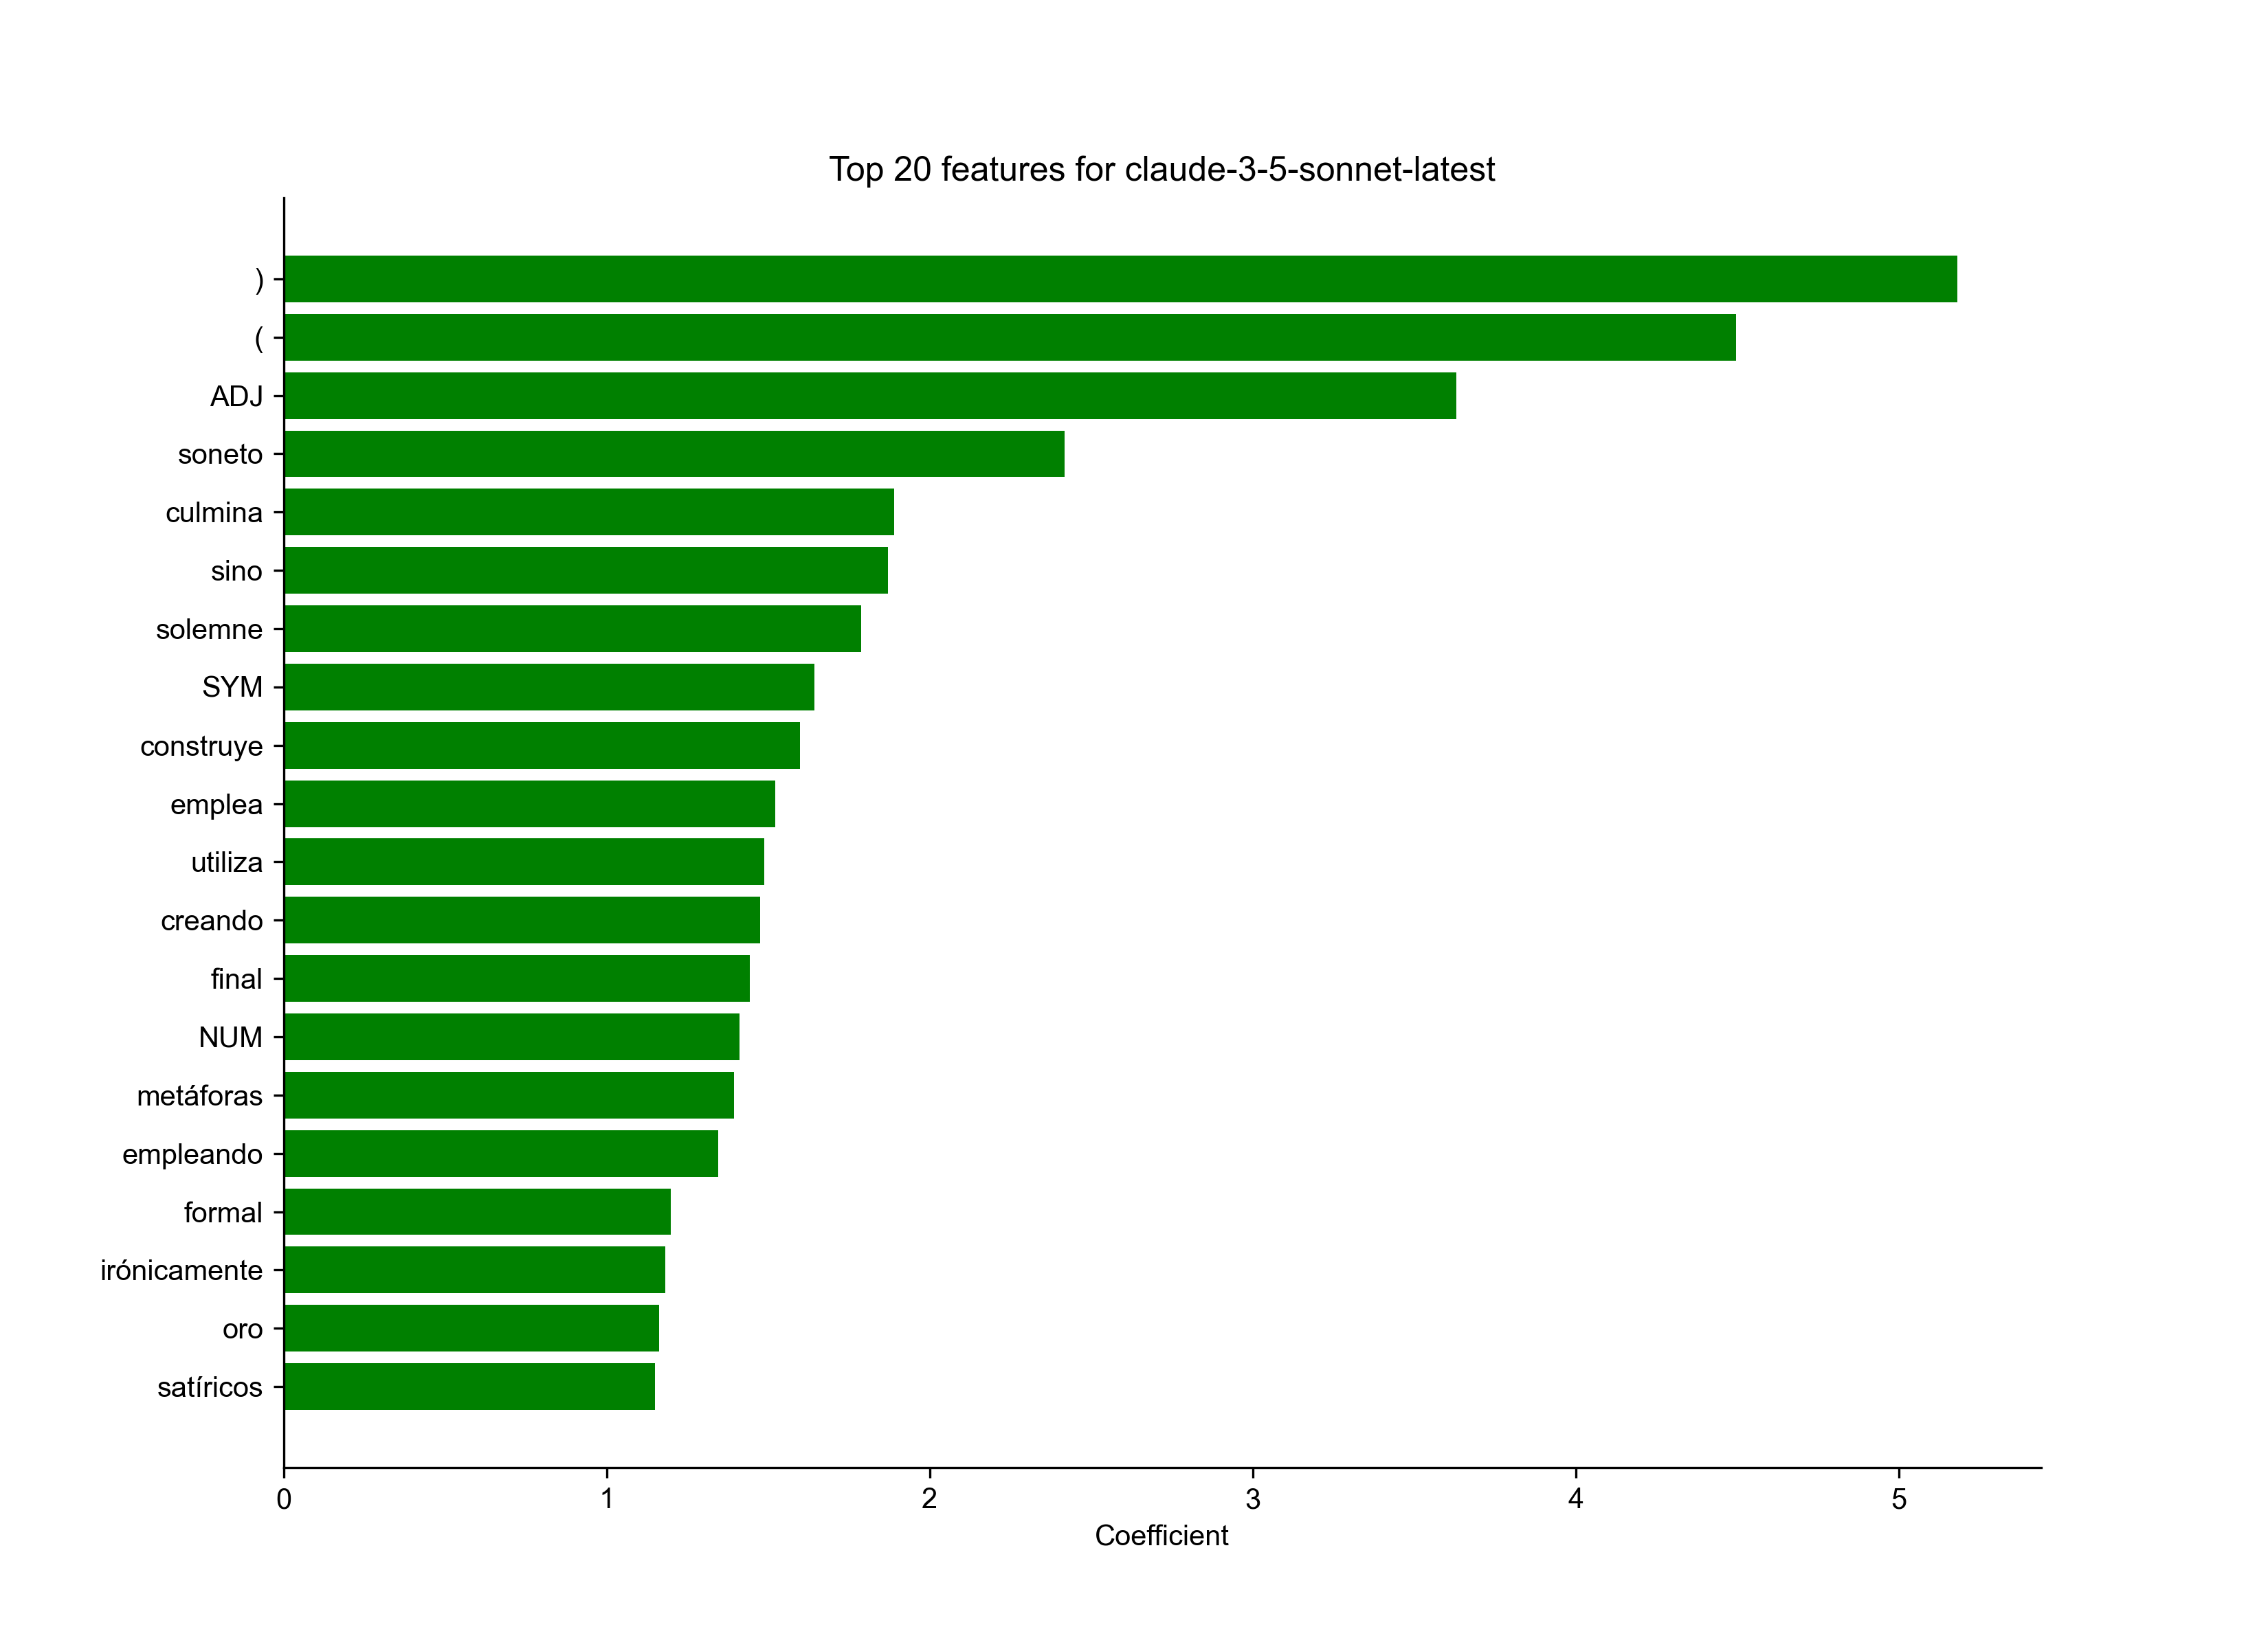 Top 20 features for claude-3-5-sonnet-latest
)
(
ADJ
soneto
culmina
sino
solemne
SYM
construye
emplea
utiliza
creando
final
NUM
metáforas
empleando
formal
irónicamente
oro
satíricos
0 1 2 3 4 5
Coefficient